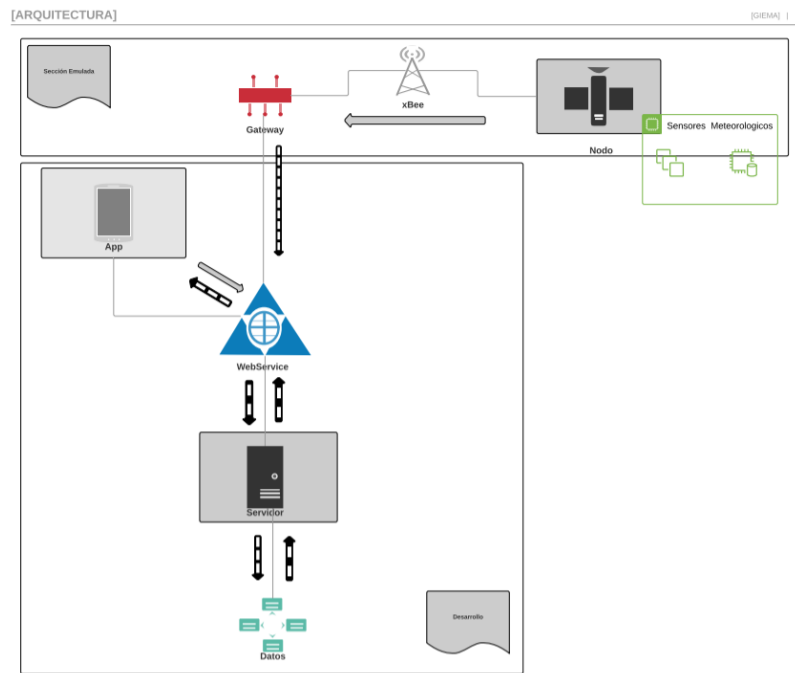 [ARQUITECTURA]
[GIEMA] |
Sección Emulada
xBee
Gateway
Sensores Meteorologicos
Nodo
App
WebService
Servidor
Desarrollo
Datos